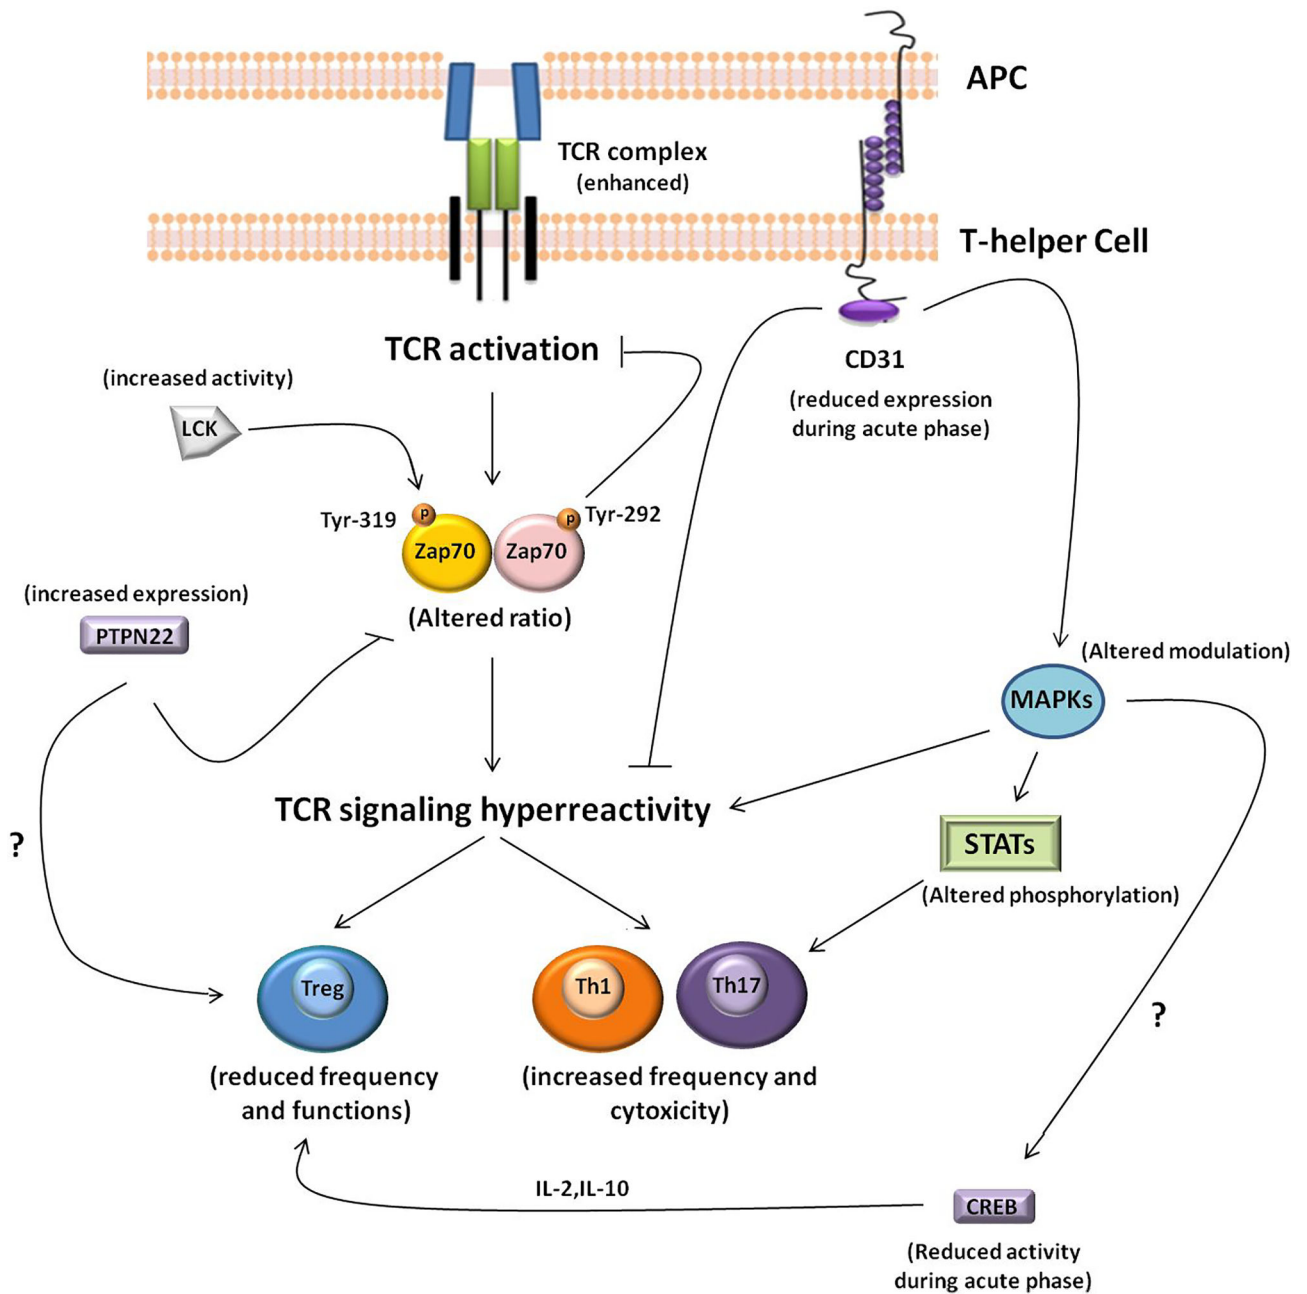 APC
TCR complex
(enhanced)
T-helper Cell
TCR activation
CD31
(reduced expression
during acute phase)
(increased activity)
LCK
Tyr-319
p
p
Tyr-292
Zap70
Zap70
(Altered ratio)
(increased expression)
PTPN22
(Altered modulation)
MAPKs
TCR signaling hyperreactivity
?
STATs
(Altered phosphorylation)
Treg
Th1
Th17
?
(reduced frequency
and functions)
(increased frequency and
cytoxicity)
IL-2,IL-10
CREB
(Reduced activity
during acute phase)